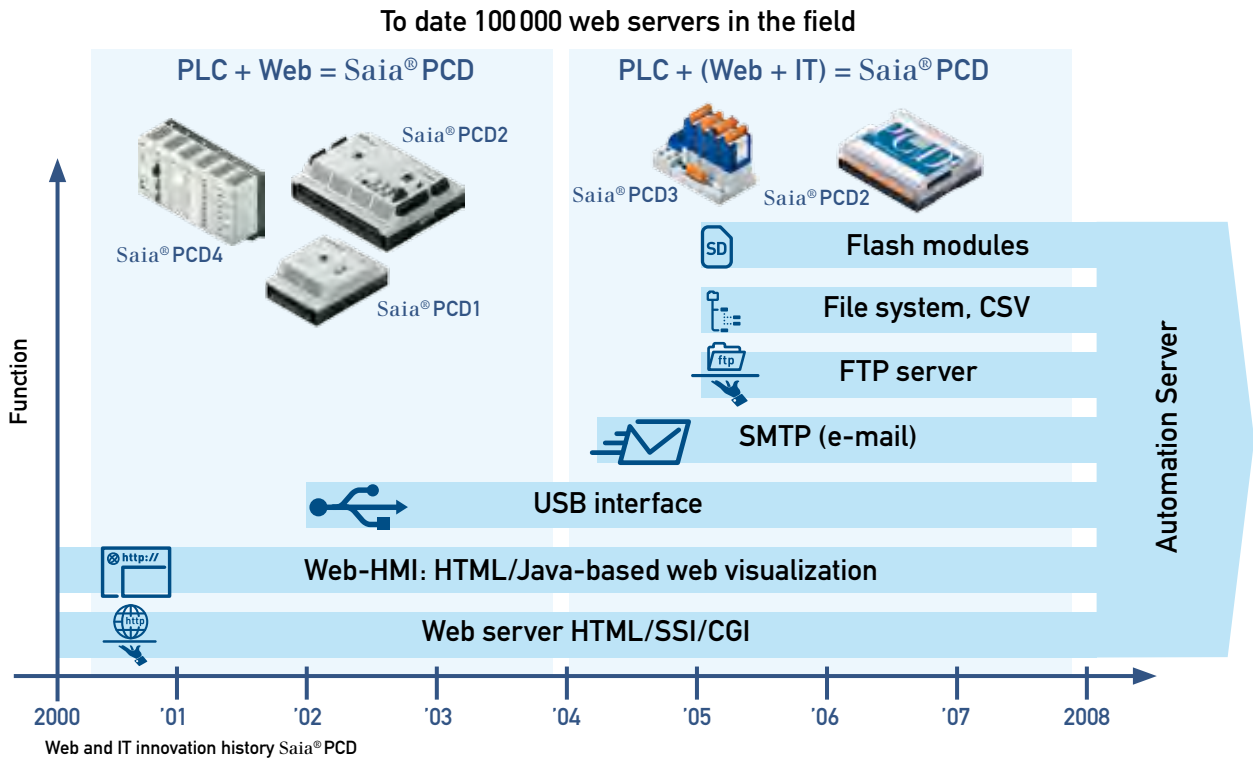 To date 100 000 web servers in the field
PLC + Web = Saia® PCD
PLC + (Web + IT) = Saia® PCD
Saia® PCD2
Saia® PCD4
Saia® PCD1
Saia® PCD3
PCD
Saia® PCD2
SD
Flash modules
File system, CSV
ftp
FTP server
SMTP (e-mail)
USB interface
http://
Web-HMI: HTML/Java-based web visualization
http
Web server HTML/SSI/CGI
Function
Automation Server
2000
'01
'02
'03
'04
'05
'06
'07
2008
Web and IT innovation history Saia® PCD